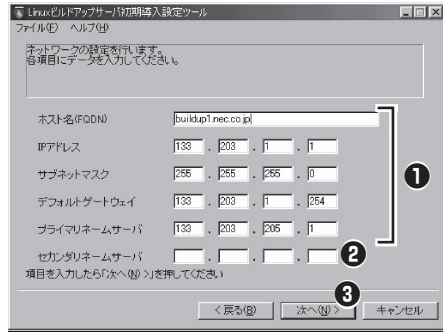 Linuxビルドアップサーバ初期導入設定ツール
ファイル(F) ヘルプ(H)
ネットワークの設定を行います。
各項目にデータを入力してください。
ホスト名(FQDN) buildup1.nec.co.jp
IPアドレス 133 . 203 . 1 . 1
サブネットマスク 255 . 255 . 255 . 0
デフォルトゲートウェイ 133 . 203 . 1 . 254
プライマリネームサーバ 133 . 203 . 205 . 1
セカンダリネームサーバ . . .
項目を入力したら「次へ(N) >」を押してください
< 戻る(B) 次へ(N) > キャンセル
1
2
3